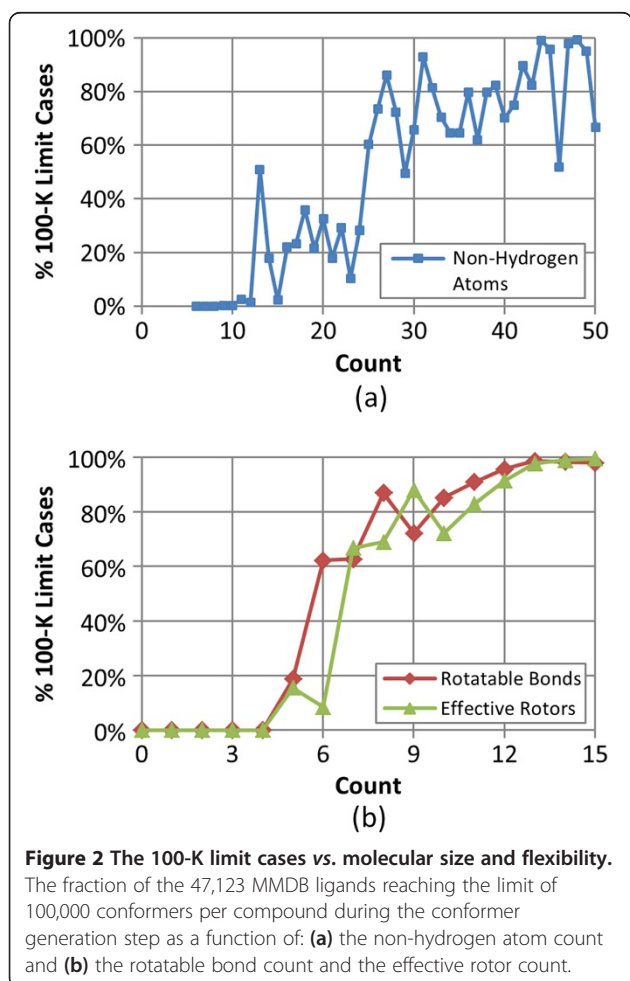 100%
80%
60%
40%
20%
0%
% 100-K Limit Cases
Non-Hydrogen
Atoms
0 10 20 30 40 50
Count
(a)
100%
80%
60%
40%
20%
0%
% 100-K Limit Cases
Rotatable Bonds
Effective Rotors
0 3 6 9 12 15
Count
(b)
Figure 2 The 100-K limit cases vs. molecular size and flexibility.
The fraction of the 47,123 MMDB ligands reaching the limit of
100,000 conformers per compound during the conformer
generation step as a function of: (a) the non-hydrogen atom count
and (b) the rotatable bond count and the effective rotor count.